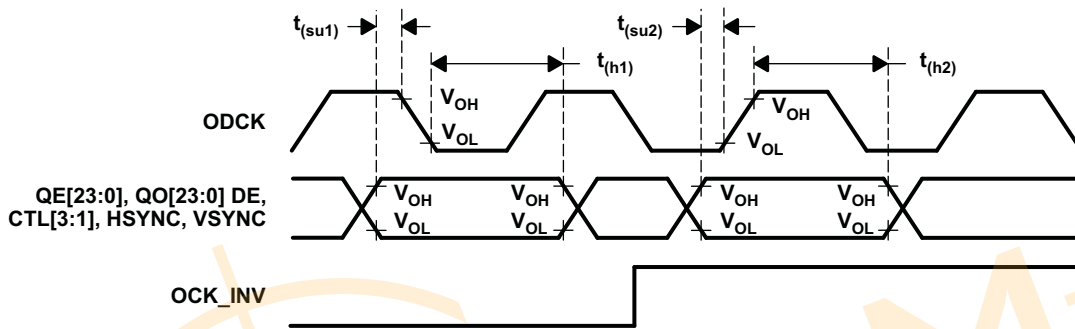 t(su1)
t(su2)
t(h1)
t(h2)
ODCK
VOH
VOL
VOH
VOL
QE[23:0], QO[23:0] DE,
CTL[3:1], HSYNC, VSYNC
VOH VOH VOH VOH
VOL VOL VOL VOL
OCK_INV